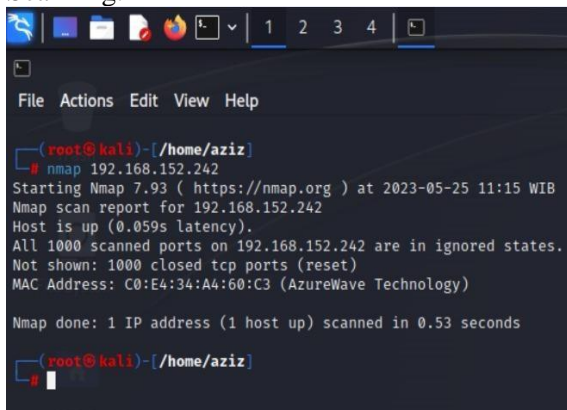 1 2 3 4
File Actions Edit View Help
(root㉿kali)-[/home/aziz]
# nmap 192.168.152.242
Starting Nmap 7.93 ( https://nmap.org ) at 2023-05-25 11:15 WIB
Nmap scan report for 192.168.152.242
Host is up (0.059s latency).
All 1000 scanned ports on 192.168.152.242 are in ignored states.
Not shown: 1000 closed tcp ports (reset)
MAC Address: C0:E4:34:A4:60:C3 (AzureWave Technology)
Nmap done: 1 IP address (1 host up) scanned in 0.53 seconds
(root㉿kali)-[/home/aziz]
#